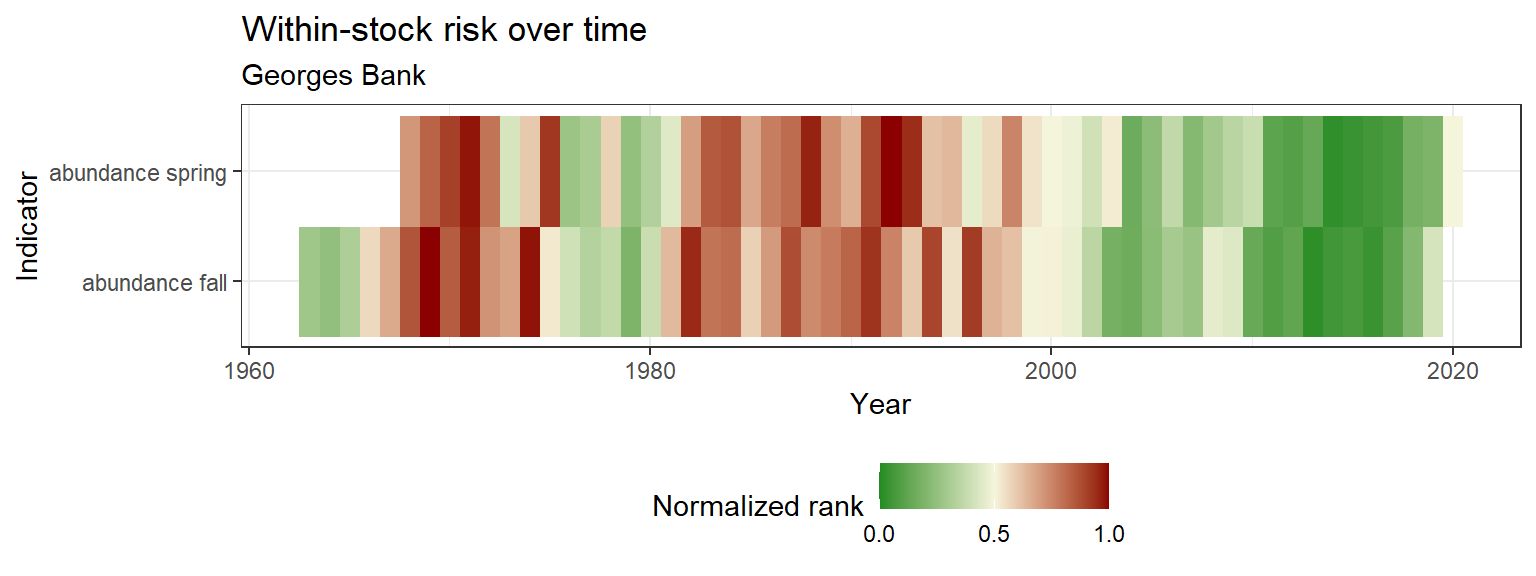 Within-stock risk over time
Georges Bank
Indicator
abundance spring
abundance fall
1960 1980 2000 2020
Year
Normalized rank
0.0 0.5 1.0